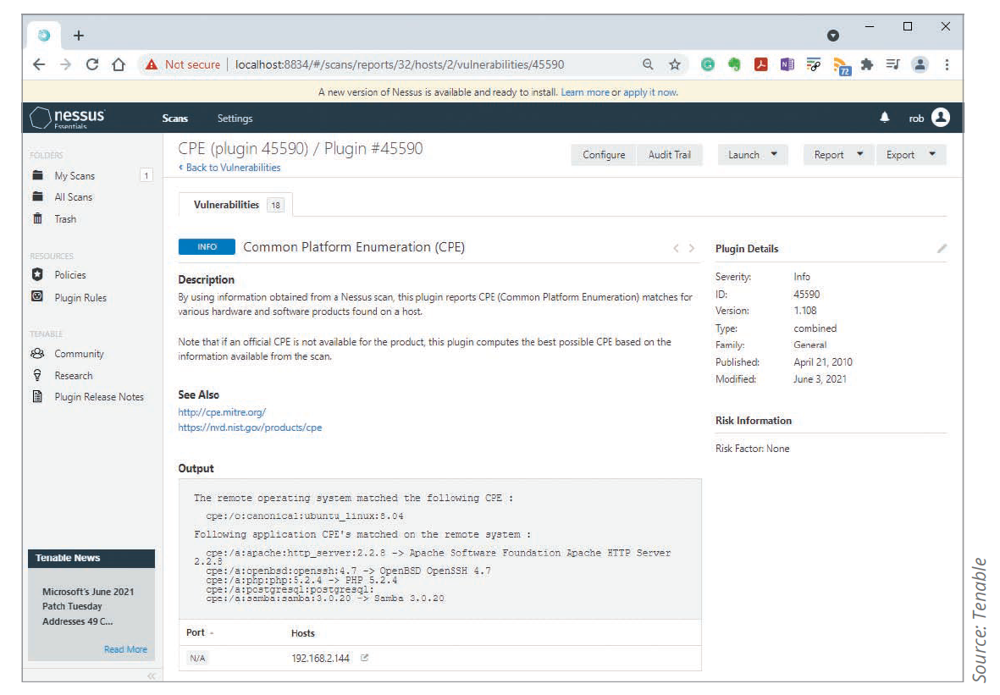 +
Not secure | localhost:8834/#/scans/reports/32/hosts/2/vulnerabilities/45590
72
A new version of Nessus is available and ready to install. Learn more or apply it now.
nessus
Essentials
Scans
Settings
rob
FOLDERS
My Scans
1
All Scans
Trash
RESOURCES
Policies
Plugin Rules
TENABLE
Community
Research
Plugin Release Notes
Tenable News
Microsoft's June 2021
Patch Tuesday
Addresses 49 C...
Read More
CPE (plugin 45590) / Plugin #45590
Back to Vulnerabilities
Configure
Audit Trail
Launch
Report
Export
Vulnerabilities 18
INFO
Common Platform Enumeration (CPE)
Description
By using information obtained from a Nessus scan, this plugin reports CPE (Common Platform Enumeration) matches for
various hardware and software products found on a host.
Note that if an official CPE is not available for the product, this plugin computes the best possible CPE based on the
information available from the scan.
See Also
http://cpe.mitre.org/
https://nvd.nist.gov/products/cpe
Output
The remote operating system matched the following CPE :
cpe:/o:canonical:ubuntu_linux:8.04
Following application CPE's matched on the remote system :
cpe:/a:apache:http_server:2.2.8 -> Apache Software Foundation Apache HTTP Server
2.2.8
cpe:/a:openbsd:openssh:4.7 -> OpenBSD OpenSSH 4.7
cpe:/a:php:php:5.2.4 -> PHP 5.2.4
cpe:/a:postgresql:postgresql:
cpe:/a:samba:samba:3.0.20 -> Samba 3.0.20
Port
Hosts
N/A
192.168.2.144
Plugin Details
Severity: Info
ID: 45590
Version: 1.108
Type: combined
Family: General
Published: April 21, 2010
Modified: June 3, 2021
Risk Information
Risk Factor: None
Source: Tenable